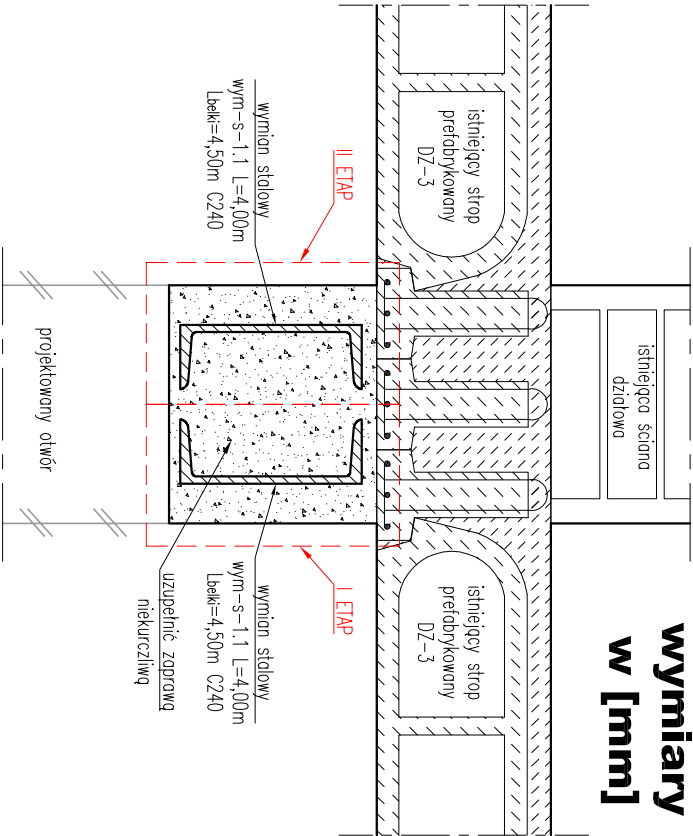 wymiary
w [mm]
istniejąca ściana
działowa
istniejący strop
prefabrykowany
DZ-3
istniejący strop
prefabrykowany
DZ-3
II ETAP
I ETAP
wymian stalowy
wym-s-1.1 L=4,00m
Lbelki=4,50m C240
wymian stalowy
wym-s-1.1 L=4,00m
Lbelki=4,50m C240
uzupełnić zaprawą
niekurczliwą
projektowany otwór